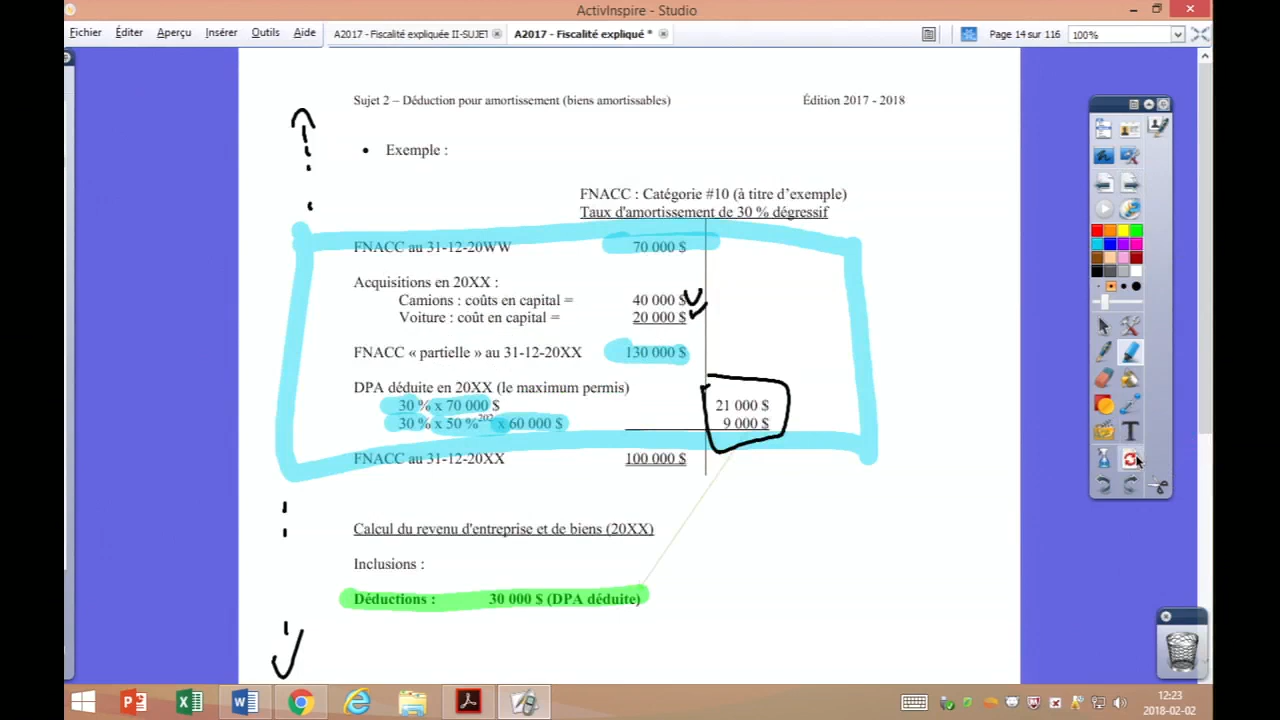 ActivInspire - Studio
Fichier Éditer Aperçu Insérer Outils Aide
A2017 - Fiscalité expliquée II-SUJET
A2017 - Fiscalité expliqué *
Page 14 sur 116
100%
Sujet 2 – Déduction pour amortissement (biens amortissables) Édition 2017 - 2018
• Exemple :
FNACC : Catégorie #10 (à titre d'exemple)
Taux d'amortissement de 30 % dégressif
FNACC au 31-12-20WW 70 000 $
Acquisitions en 20XX :
Camions : coûts en capital = 40 000 $
Voiture : coût en capital = 20 000 $
FNACC « partielle » au 31-12-20XX 130 000 $
DPA déduite en 20XX (le maximum permis)
30 % x 70 000 $ 21 000 $
30 % x 50 % x 60 000 $ 9 000 $
FNACC au 31-12-20XX 100 000 $
Calcul du revenu d'entreprise et de biens (20XX)
Inclusions :
Déductions : 30 000 $ (DPA déduite)
12:23
2018-02-02